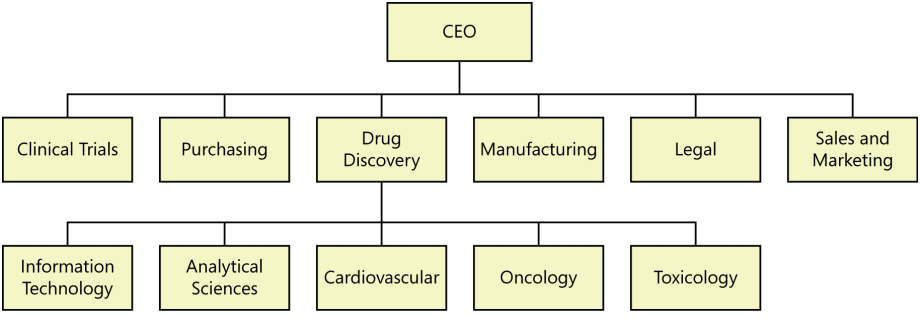 CEO
Clinical Trials
Purchasing
Drug
Discovery
Manufacturing
Legal
Sales and
Marketing
Information
Technology
Analytical
Sciences
Cardiovascular
Oncology
Toxicology